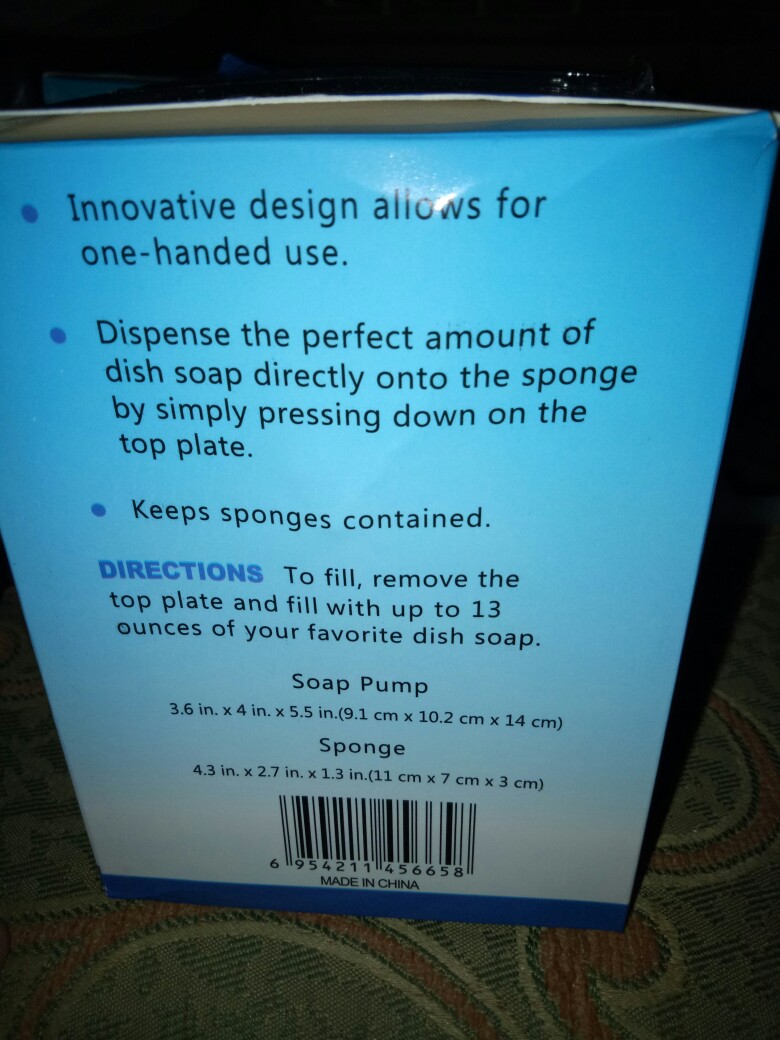 Innovative design allows for
one-handed use.
Dispense the perfect amount of
dish soap directly onto the sponge
by simply pressing down on the
top plate.
Keeps sponges contained.
DIRECTIONS To fill, remove the
top plate and fill with up to 13
ounces of your favorite dish soap.
Soap Pump
3.6 in. x 4 in. x 5.5 in.(9.1 cm x 10.2 cm x 14 cm)
Sponge
4.3 in. x 2.7 in. x 1.3 in.(11 cm x 7 cm x 3 cm)
6 954211 456658
MADE IN CHINA